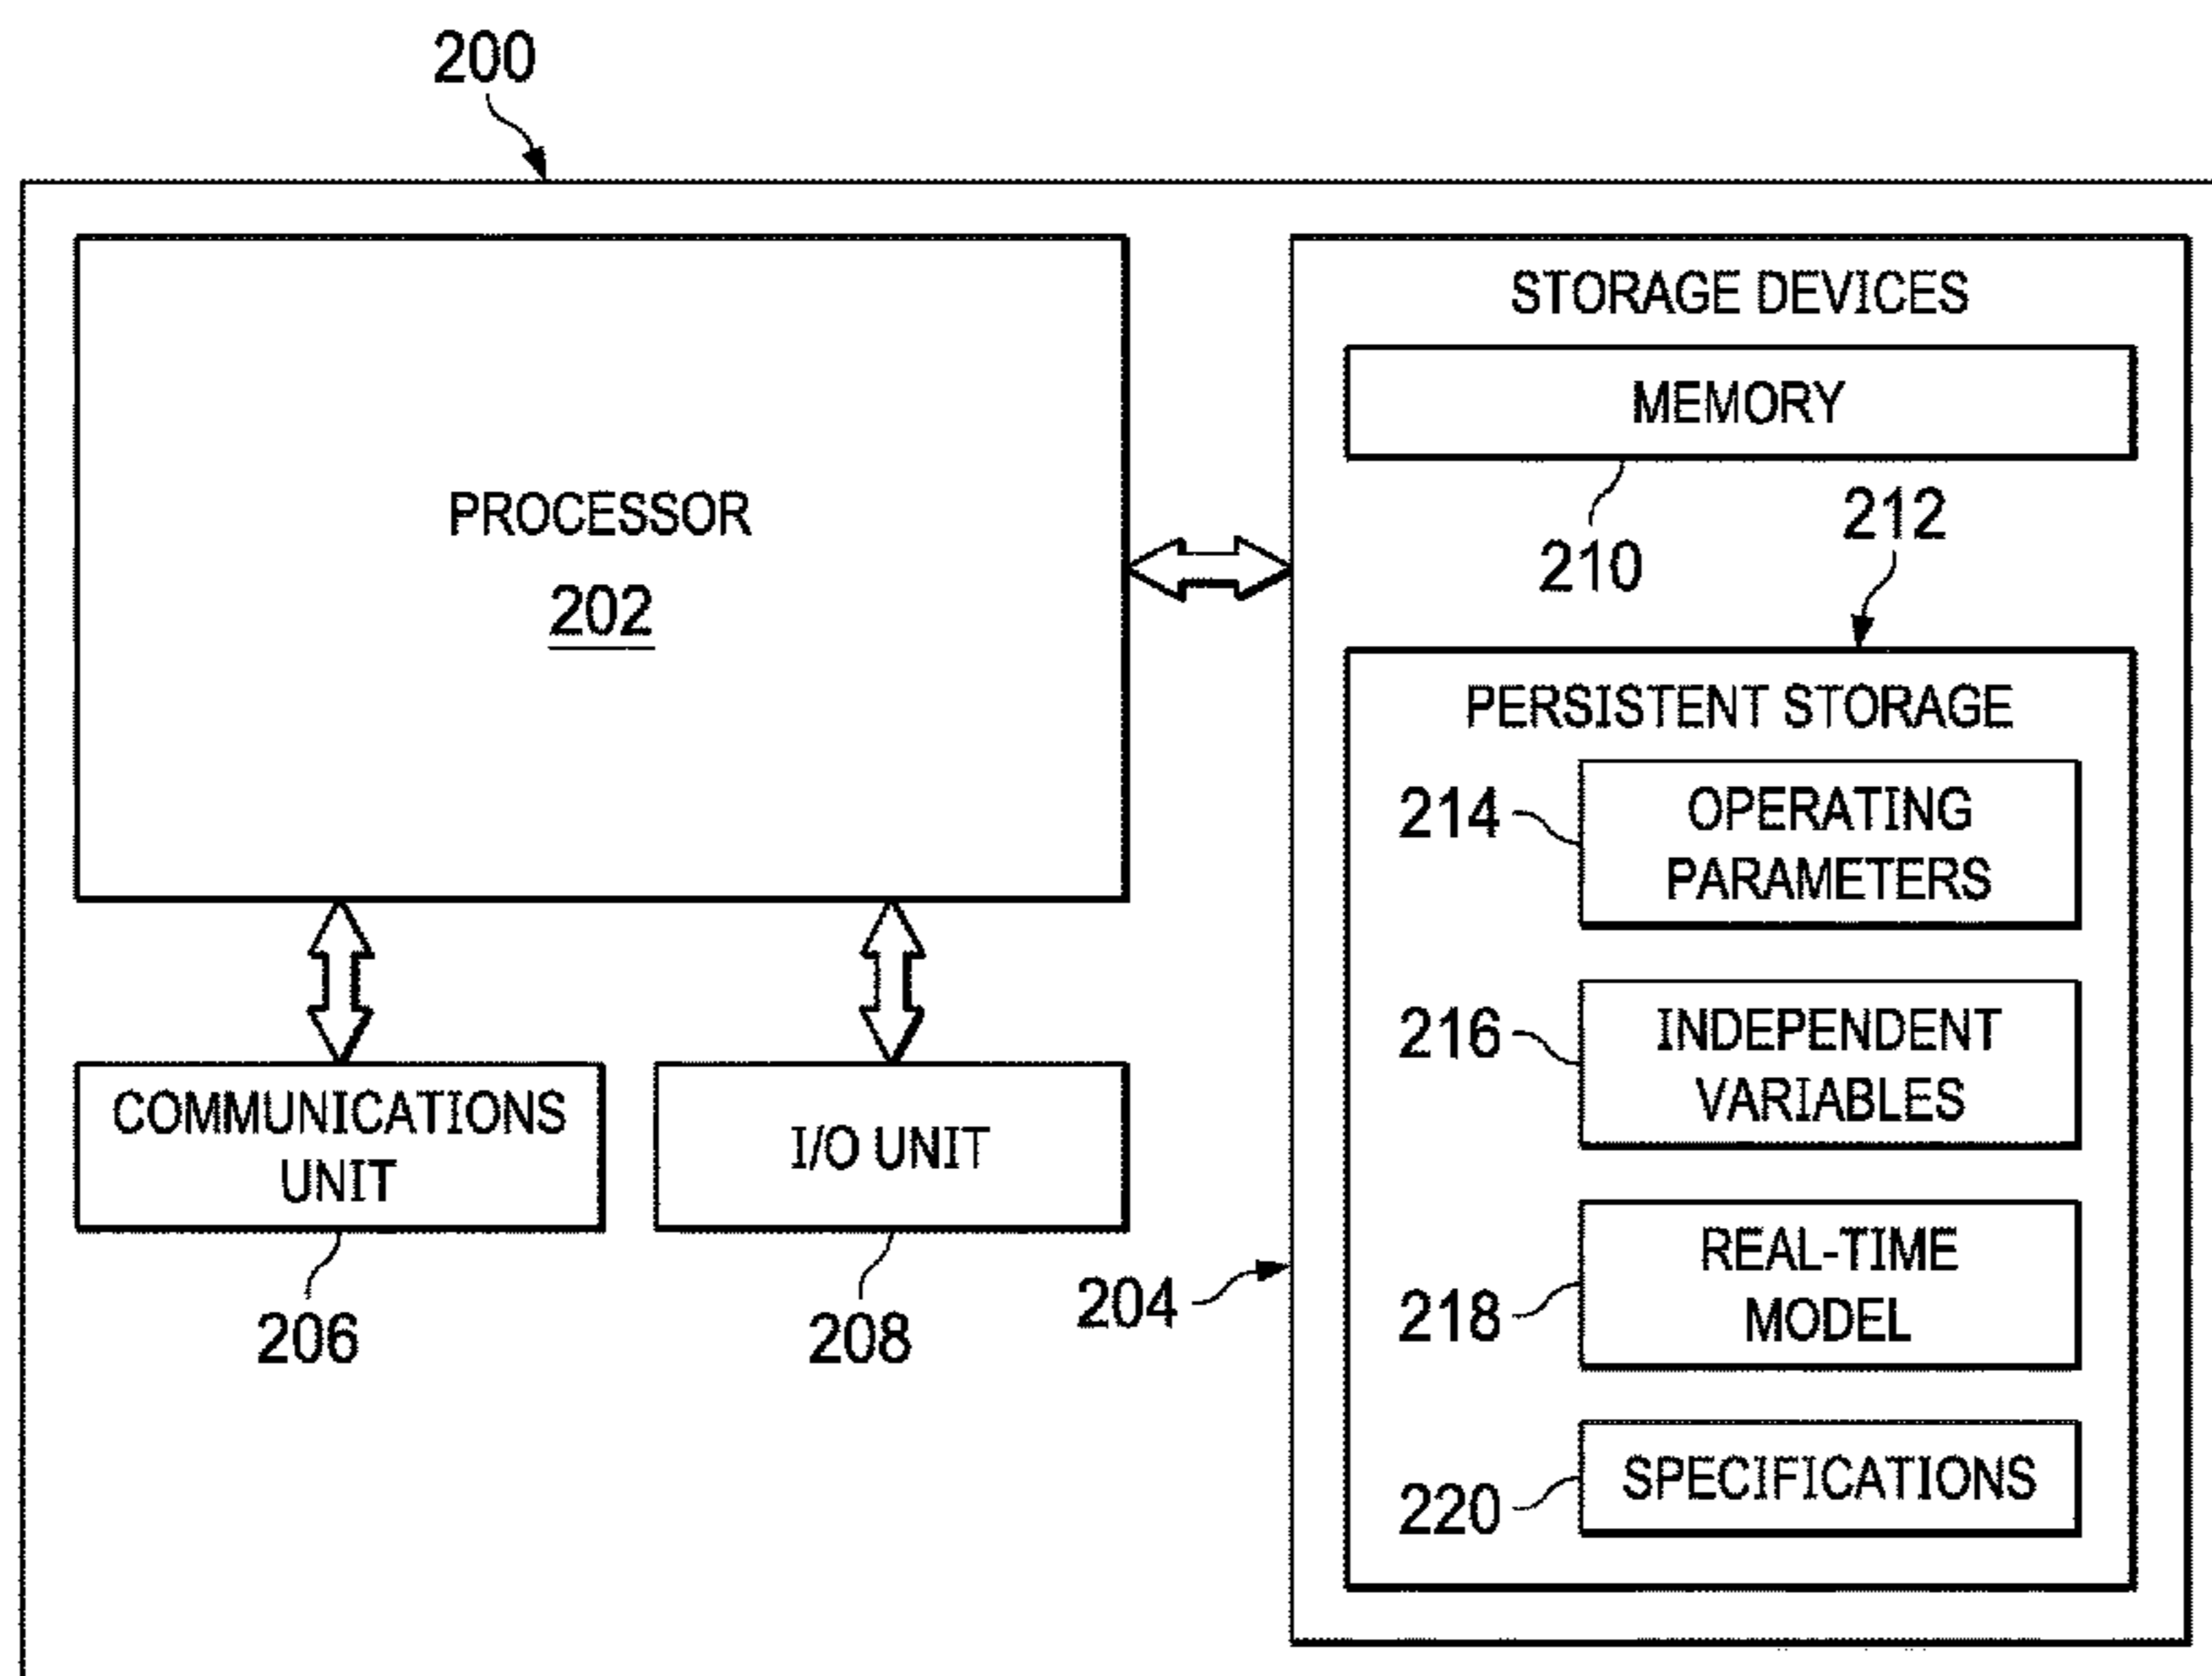 200
PROCESSOR
202
STORAGE DEVICES
MEMORY
210
212
PERSISTENT STORAGE
214
OPERATING
PARAMETERS
216
INDEPENDENT
VARIABLES
218
REAL-TIME
MODEL
220
SPECIFICATIONS
204
COMMUNICATIONS
UNIT
206
I/O UNIT
208